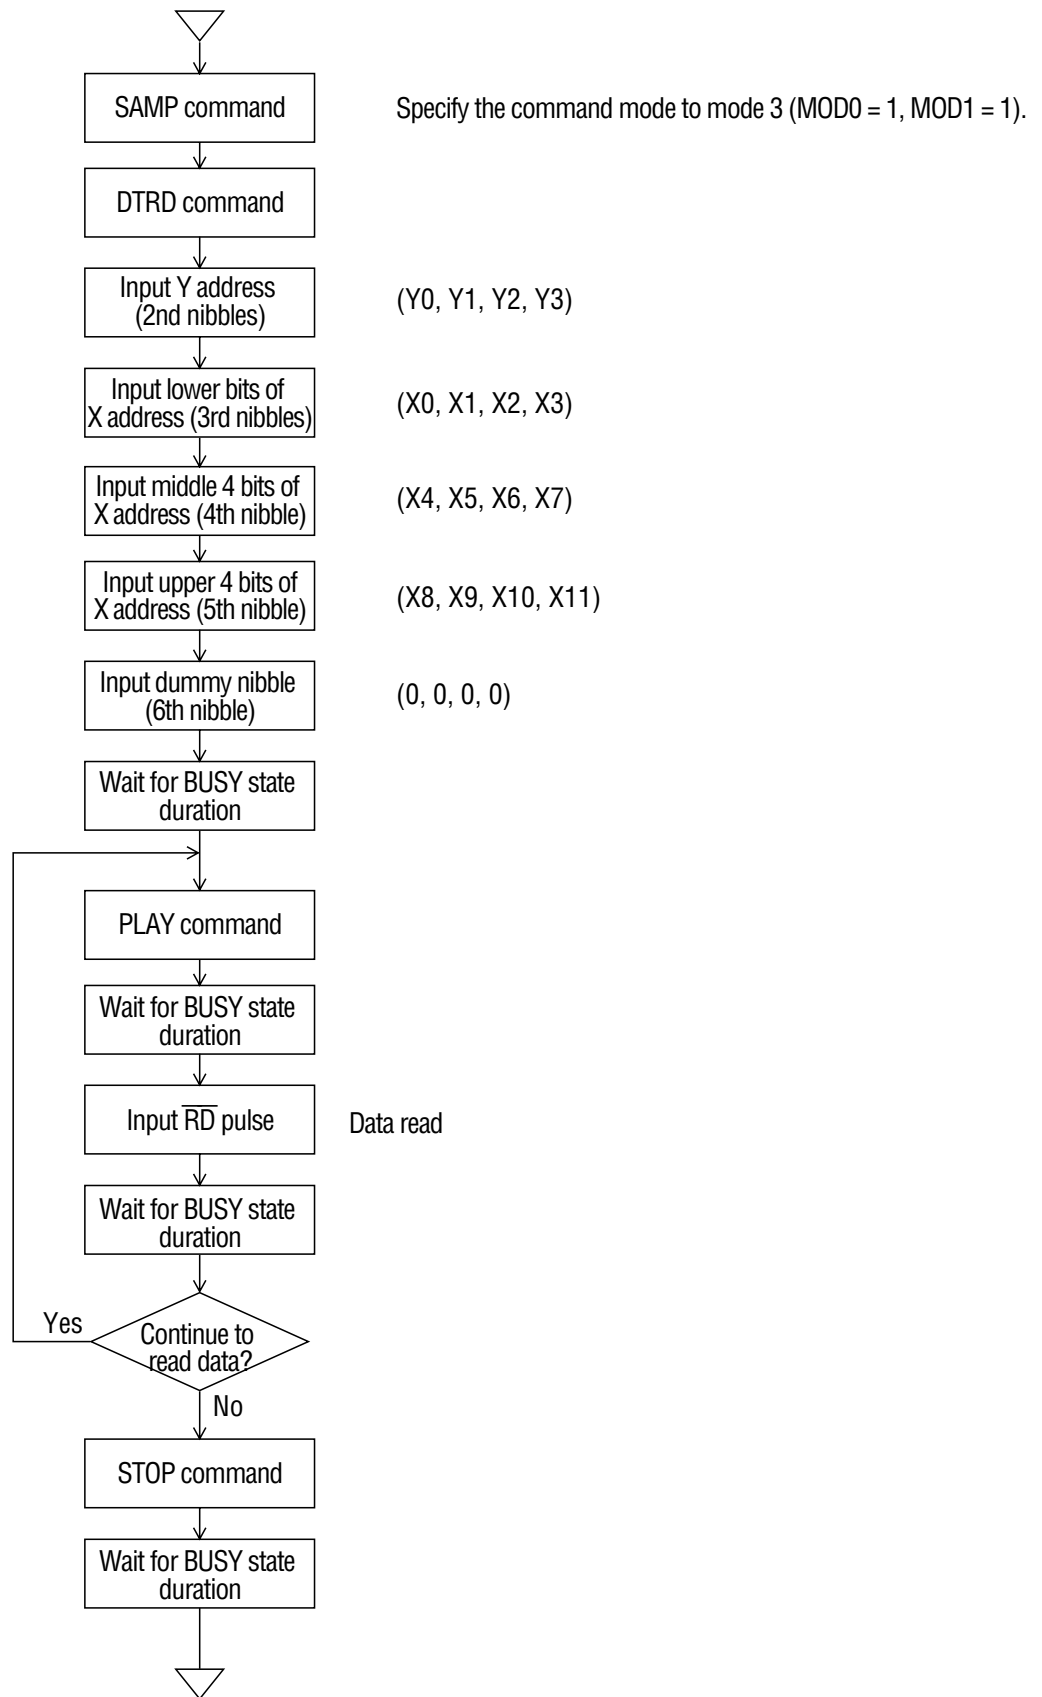 SAMP command
Specify the command mode to mode 3 (MOD0 = 1, MOD1 = 1).
DTRD command
Input Y address
(2nd nibbles)
(Y0, Y1, Y2, Y3)
Input lower bits of
X address (3rd nibbles)
(X0, X1, X2, X3)
Input middle 4 bits of
X address (4th nibble)
(X4, X5, X6, X7)
Input upper 4 bits of
X address (5th nibble)
(X8, X9, X10, X11)
Input dummy nibble
(6th nibble)
(0, 0, 0, 0)
Wait for BUSY state
duration
PLAY command
Wait for BUSY state
duration
Input R̅D̅ pulse
Data read
Wait for BUSY state
duration
Yes
Continue to
read data?
No
STOP command
Wait for BUSY state
duration